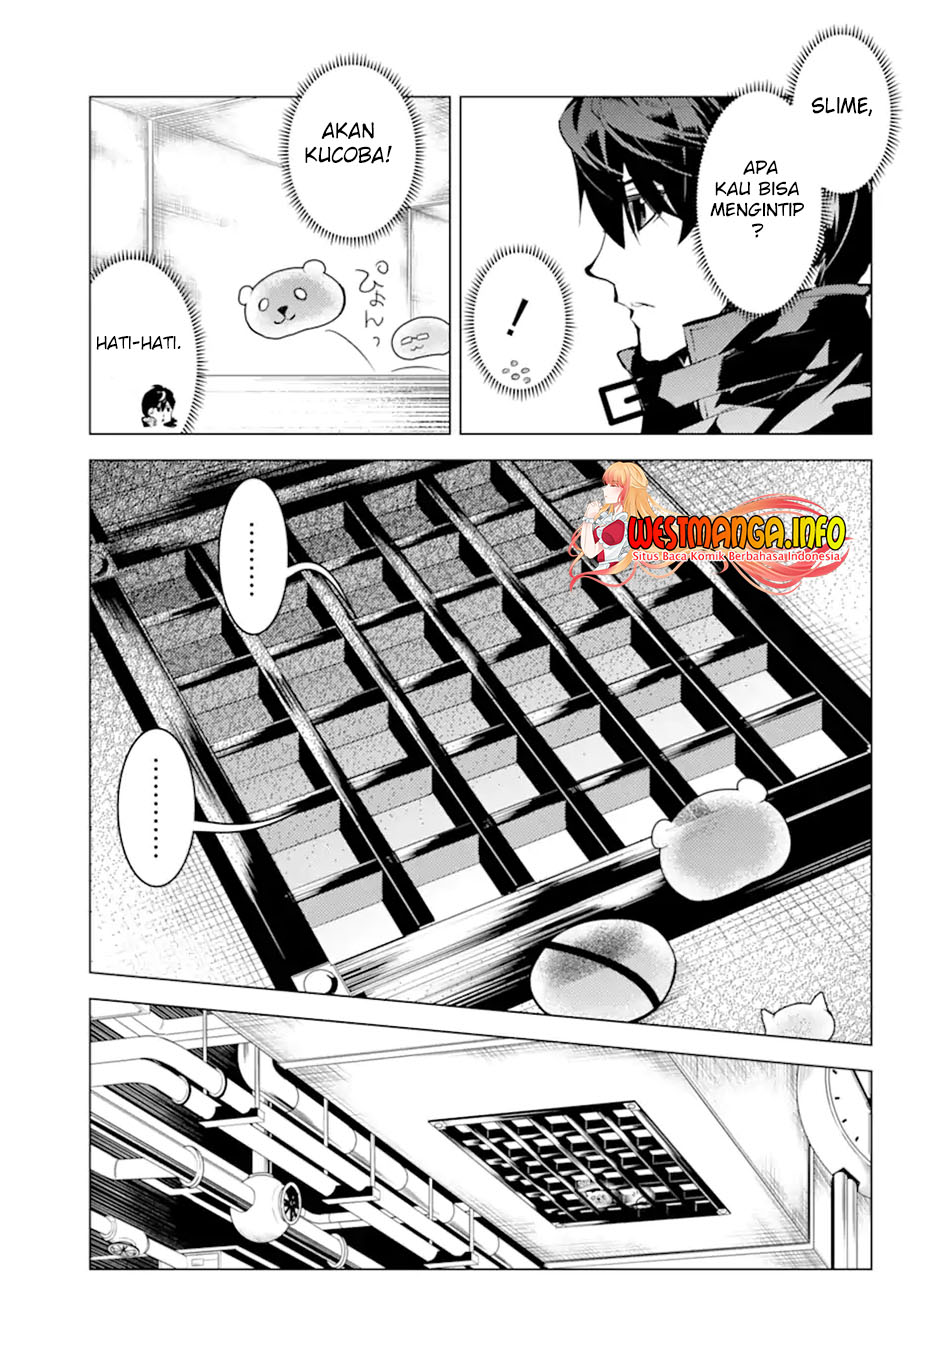 SLIME,
APA
KAU BISA
MENGINTIP
?
!
AKAN
KUCOBA!
ぴょんっ
HATI-HATI.
WESTMANGA.INFO
Situs Baca Komik Berbahasa Indonesia
..........
..........